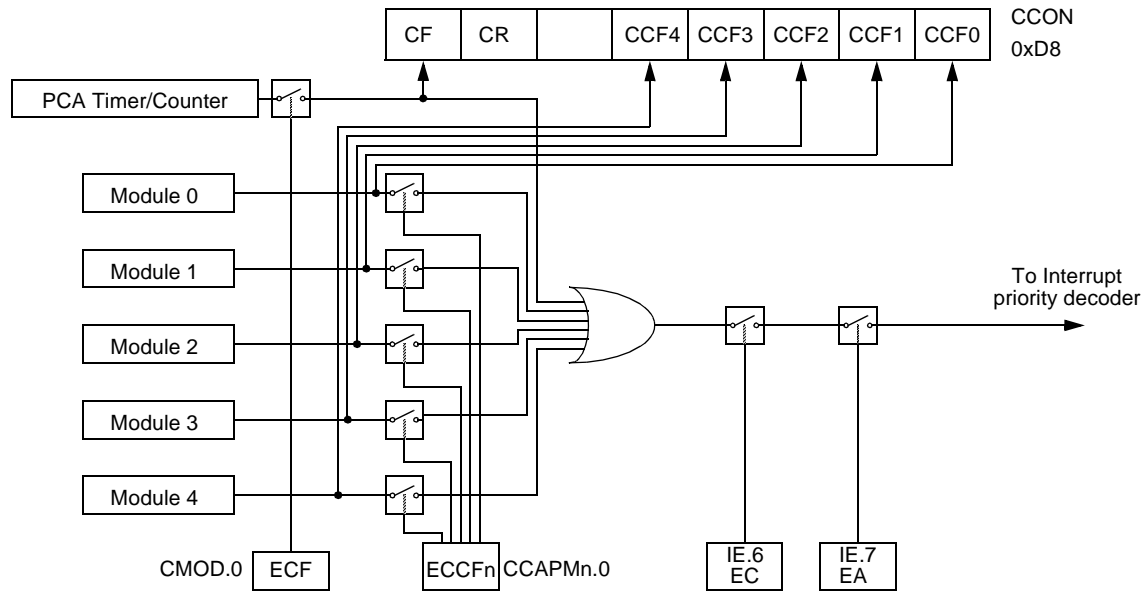 CF CR CCF4 CCF3 CCF2 CCF1 CCF0
CCON
0xD8
PCA Timer/Counter
Module 0
Module 1
Module 2
Module 3
Module 4
To Interrupt
priority decoder
CMOD.0 ECF
ECCFn CCAPMn.0
IE.6
EC
IE.7
EA